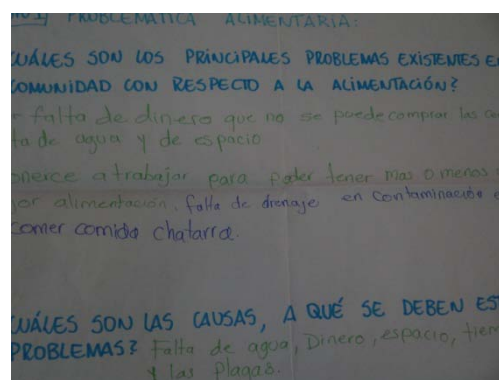 PROBLEMÁTICA ALIMENTARIA:
CUÁLES SON LOS PRINCIPALES PROBLEMAS EXISTENTES E
COMUNIDAD CON RESPECTO A LA ALIMENTACIÓN?
falta de dinero que no se puede comprar las
ta de agua y de espacio
ponerce a trabajar para poder tener mas o menos
jor alimentación, falta de drenaje en contaminación
Comer comida chatarra.
CUÁLES SON LAS CAUSAS, A QUÉ SE DEBEN EST
PROBLEMAS? Falta de agua, Dinero, espacio, tiem
y las Plagas.